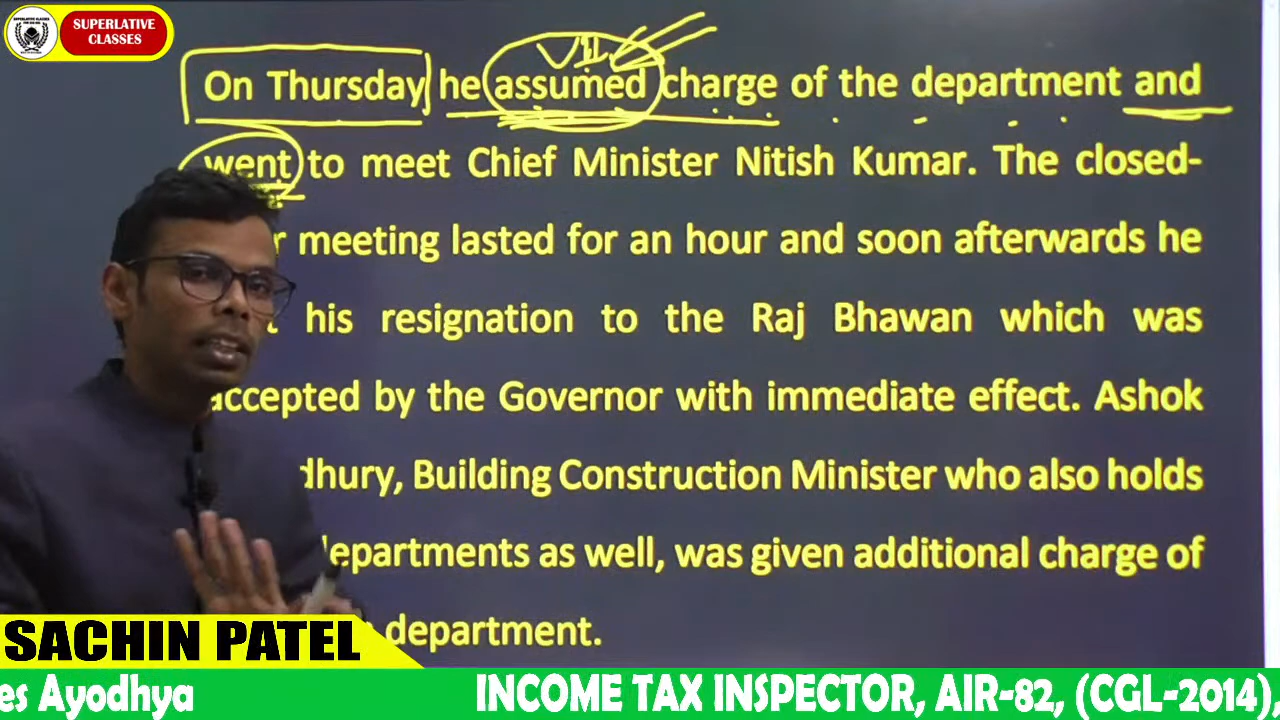 SUPERLATIVE
CLASSES
VII
On Thursday he assumed charge of the department and
went to meet Chief Minister Nitish Kumar. The closed-
meeting lasted for an hour and soon afterwards he
his resignation to the Raj Bhawan which was
accepted by the Governor with immediate effect. Ashok
dhury, Building Construction Minister who also holds
departments as well, was given additional charge of
department.
SACHIN PATEL
es Ayodhya INCOME TAX INSPECTOR, AIR-82, (CGL-2014),